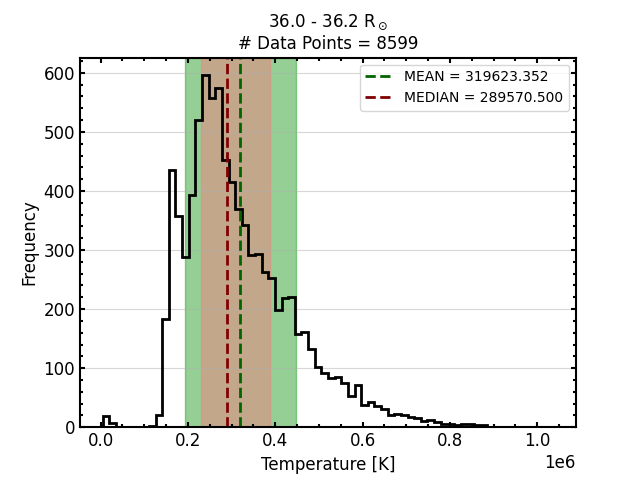 36.0 - 36.2 R⊙
# Data Points = 8599
MEAN = 319623.352
MEDIAN = 289570.500
600
500
400
300
200
100
0
Frequency
0.0 0.2 0.4 0.6 0.8 1.0
1e6
Temperature [K]